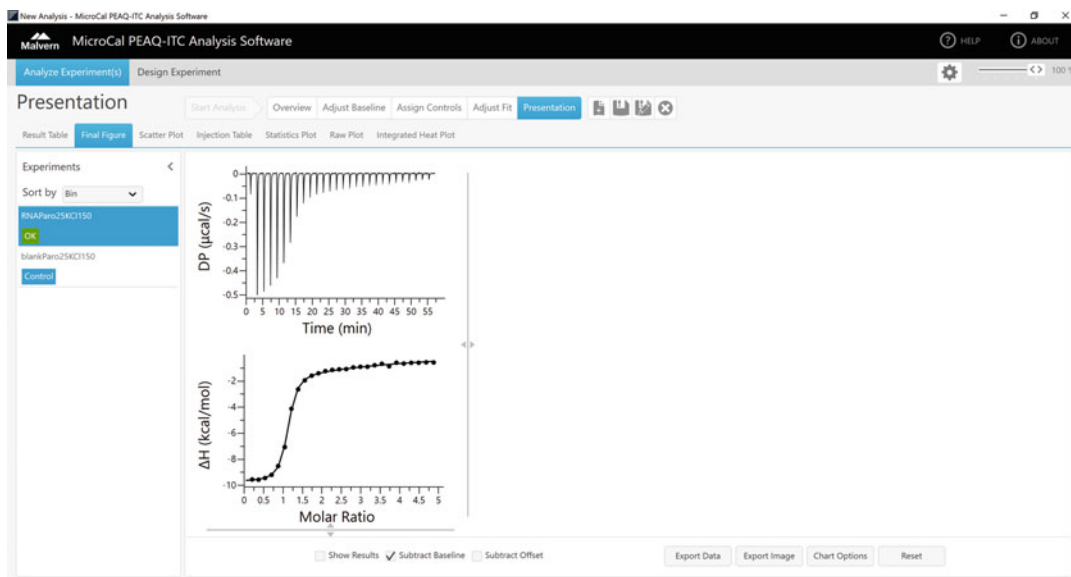 New Analysis - MicroCal PEAQ-ITC Analysis Software
Malvern MicroCal PEAQ-ITC Analysis Software
HELP ABOUT
Analyze Experiment(s) Design Experiment
100 %
Presentation
Start Analysis Overview Adjust Baseline Assign Controls Adjust Fit Presentation
Result Table Final Figure Scatter Plot Injection Table Statistics Plot Raw Plot Integrated Heat Plot
Experiments
Sort by Bin
RNAParo25KCl150
OK
blankParo25KCl150
Control
0
-0.1
-0.2
-0.3
-0.4
-0.5
DP (µcal/s)
0 5 10 15 20 25 30 35 40 45 50 55
Time (min)
-2
-4
-6
-8
-10
ΔH (kcal/mol)
0 0.5 1 1.5 2 2.5 3 3.5 4 4.5 5
Molar Ratio
Show Results Subtract Baseline Subtract Offset
Export Data Export Image Chart Options Reset